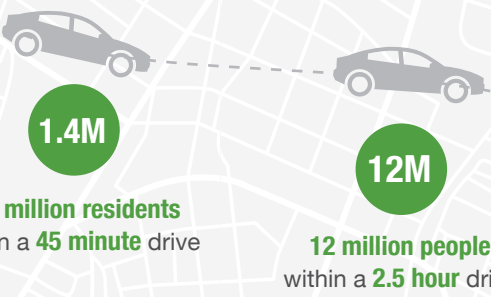 1.4M
million residents
a 45 minute drive
12M
12 million people
within a 2.5 hour